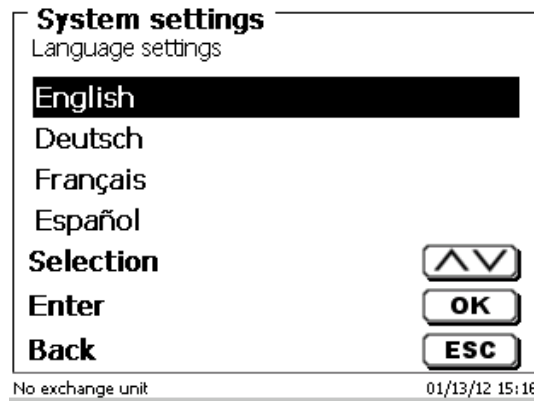 System settings
Language settings
English
Deutsch
Français
Español
Selection
Enter OK
Back ESC
No exchange unit 01/13/12 15:16